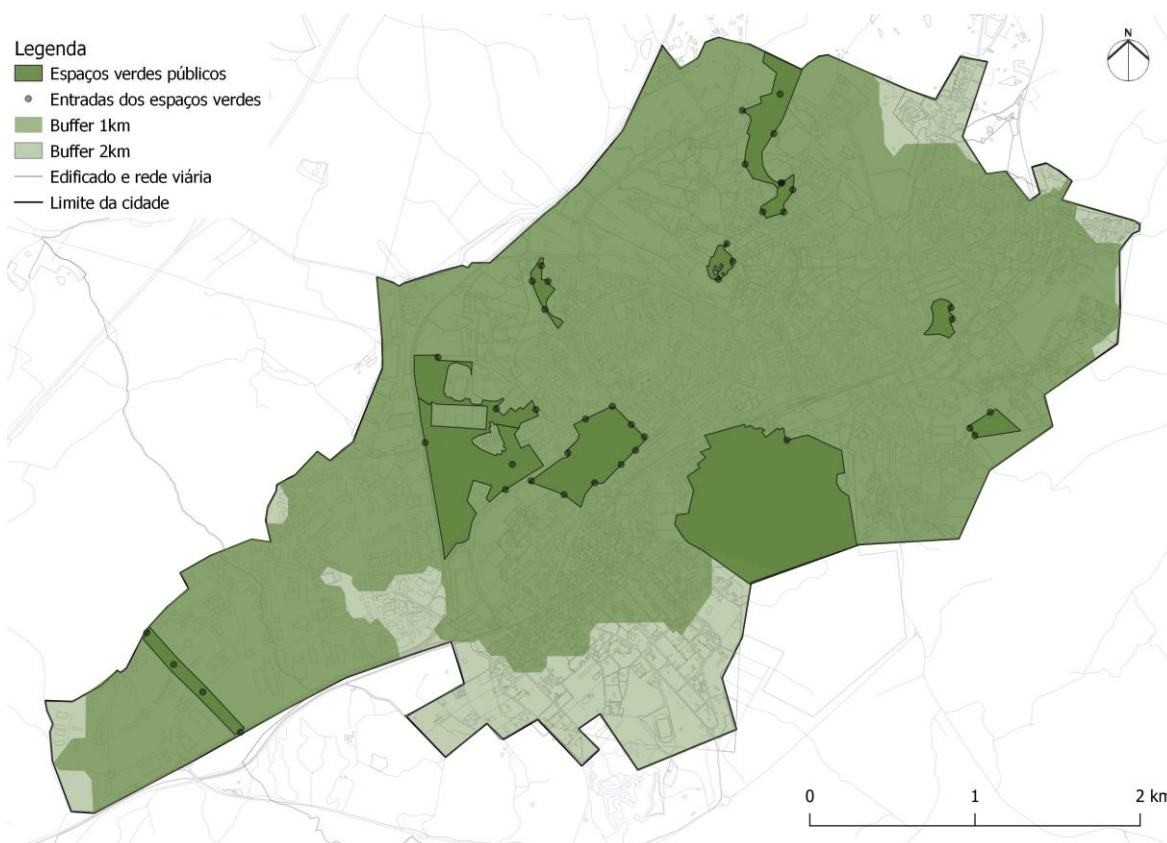 Legenda
Espaços verdes públicos
Entradas dos espaços verdes
Buffer 1km
Buffer 2km
Edificado e rede viária
Limite da cidade
N
0 1 2 km